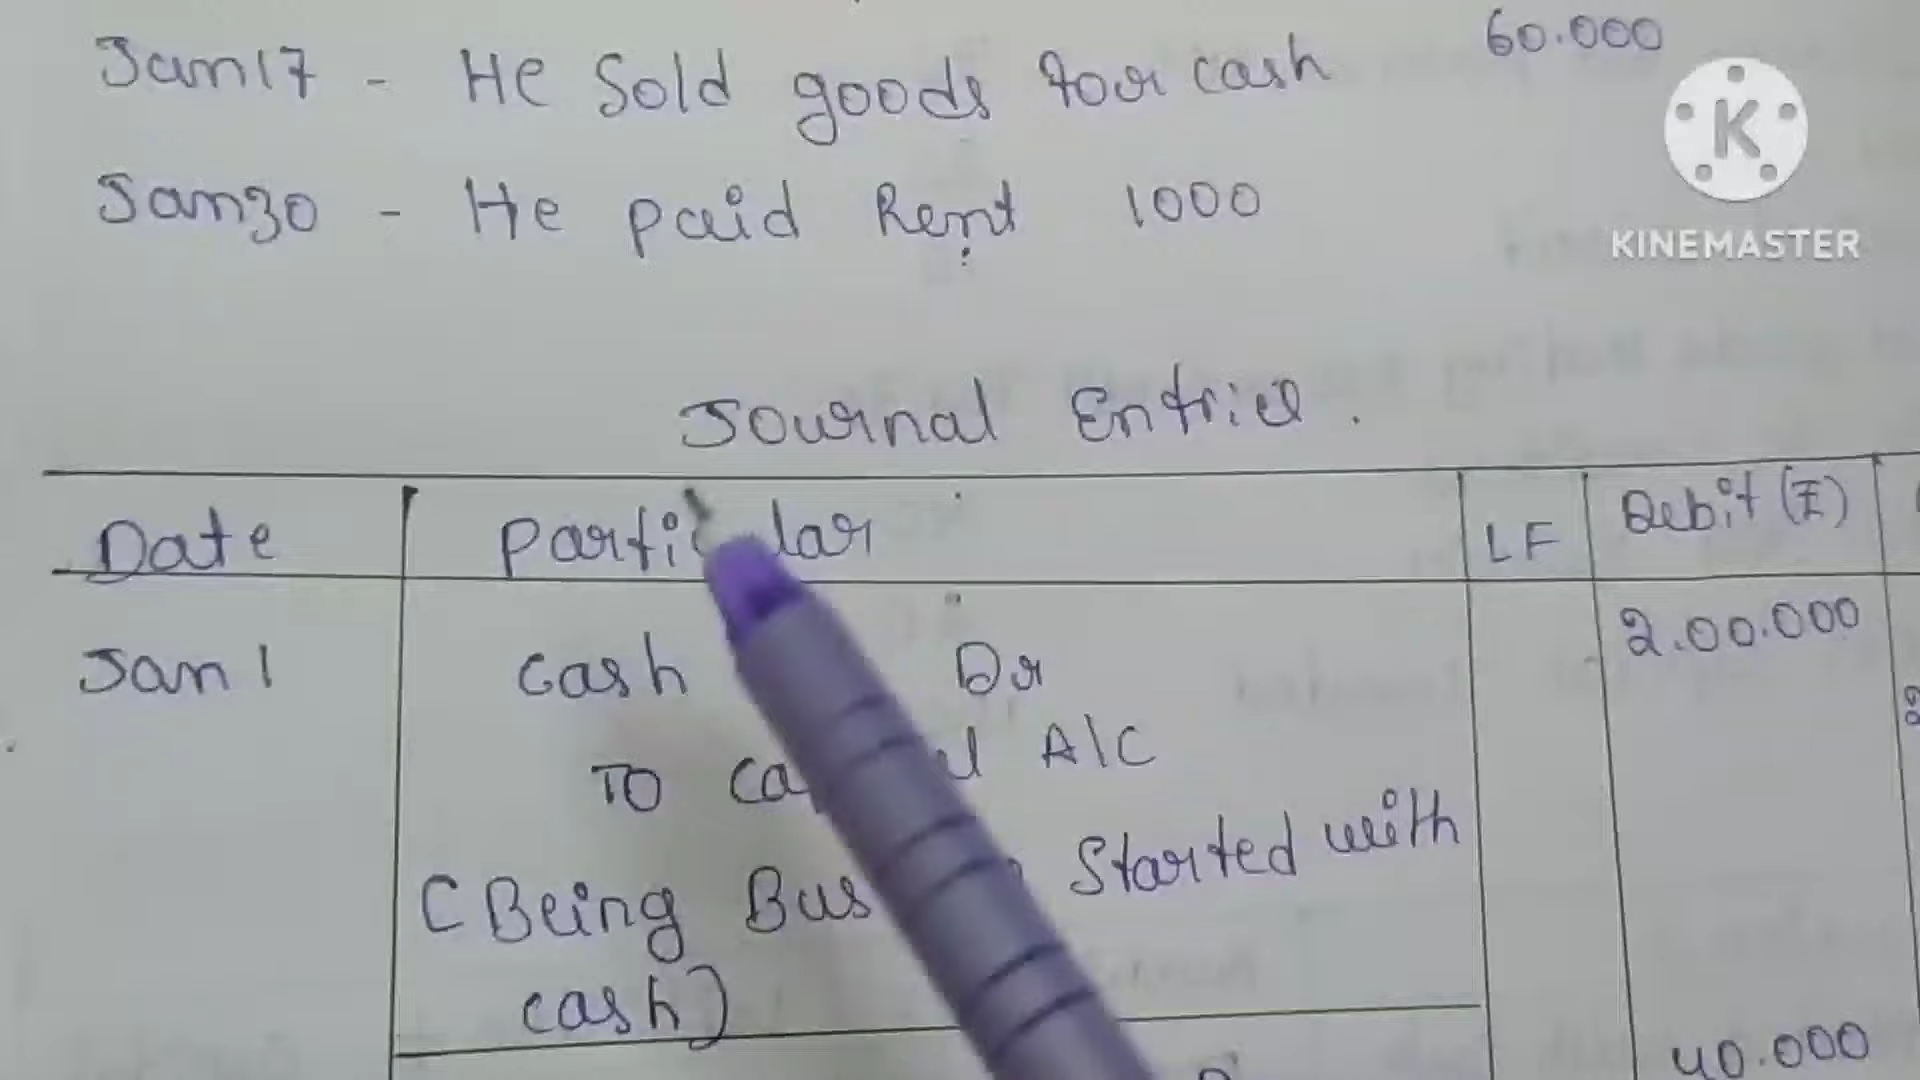 Jan17 - He Sold goods for cash 60.000
Jan30 - He paid Rent 1000
K
KINEMASTER
Journal Entries.
Date LF Debit (₹)
Jan 1 cash Dr 2.00.000
To A/C
(Being Started with
cash)
40.000